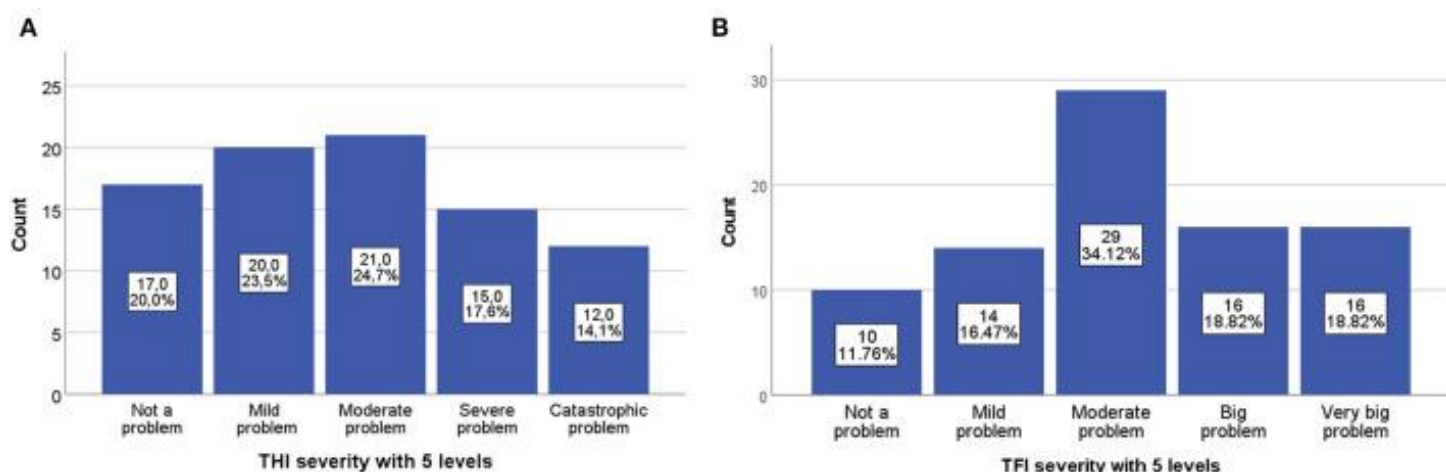 A
Count
25
20
15
10
5
0
17,0
20,0%
20,0
23,5%
21,0
24,7%
15,0
17,6%
12,0
14,1%
Not a
problem
Mild
problem
Moderate
problem
Severe
problem
Catastrophic
problem
THI severity with 5 levels
B
Count
30
20
10
0
10
11.76%
14
16.47%
29
34.12%
16
18.82%
16
18.82%
Not a
problem
Mild
problem
Moderate
problem
Big
problem
Very big
problem
TFI severity with 5 levels